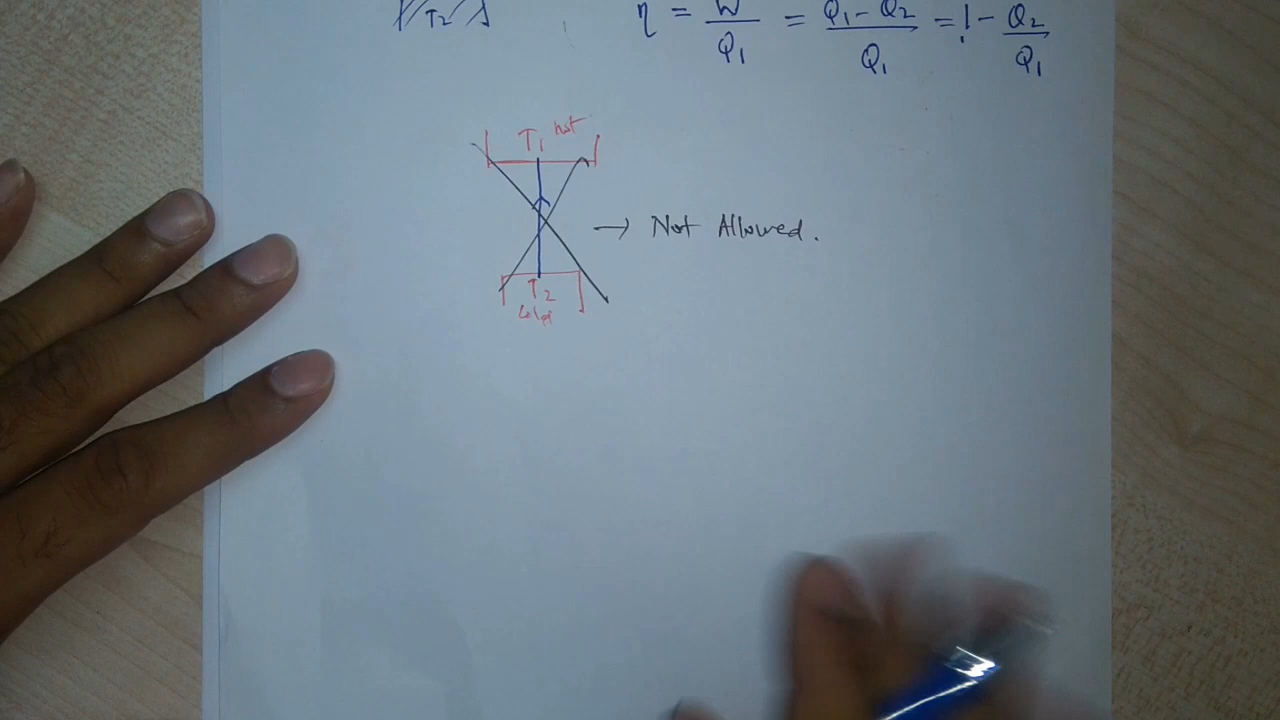 T₂
η = W/Q₁ = Q₁ - Q₂/Q₁ = 1 - Q₂/Q₁
T₁ hot
→ Not Allowed.
T₂
cold